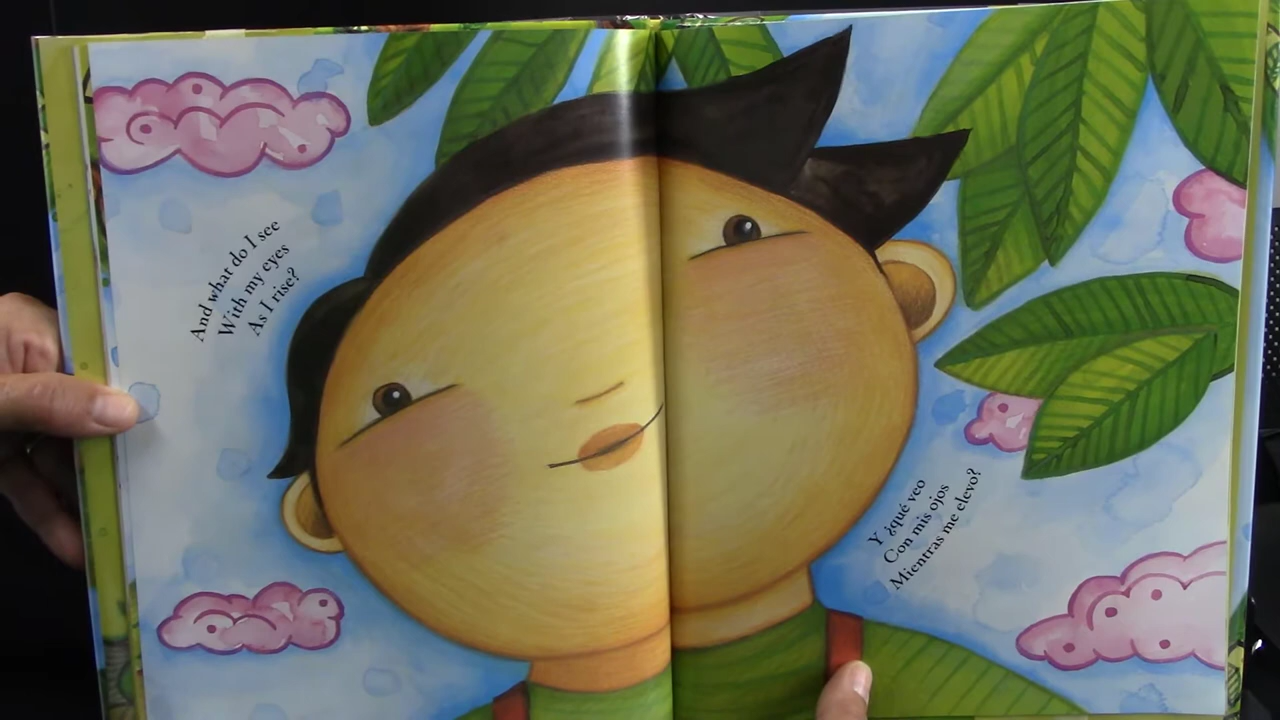 And what do I see
With my eyes
As I rise?
Y ¿qué veo
Con mis ojos
Mientras me elevo?